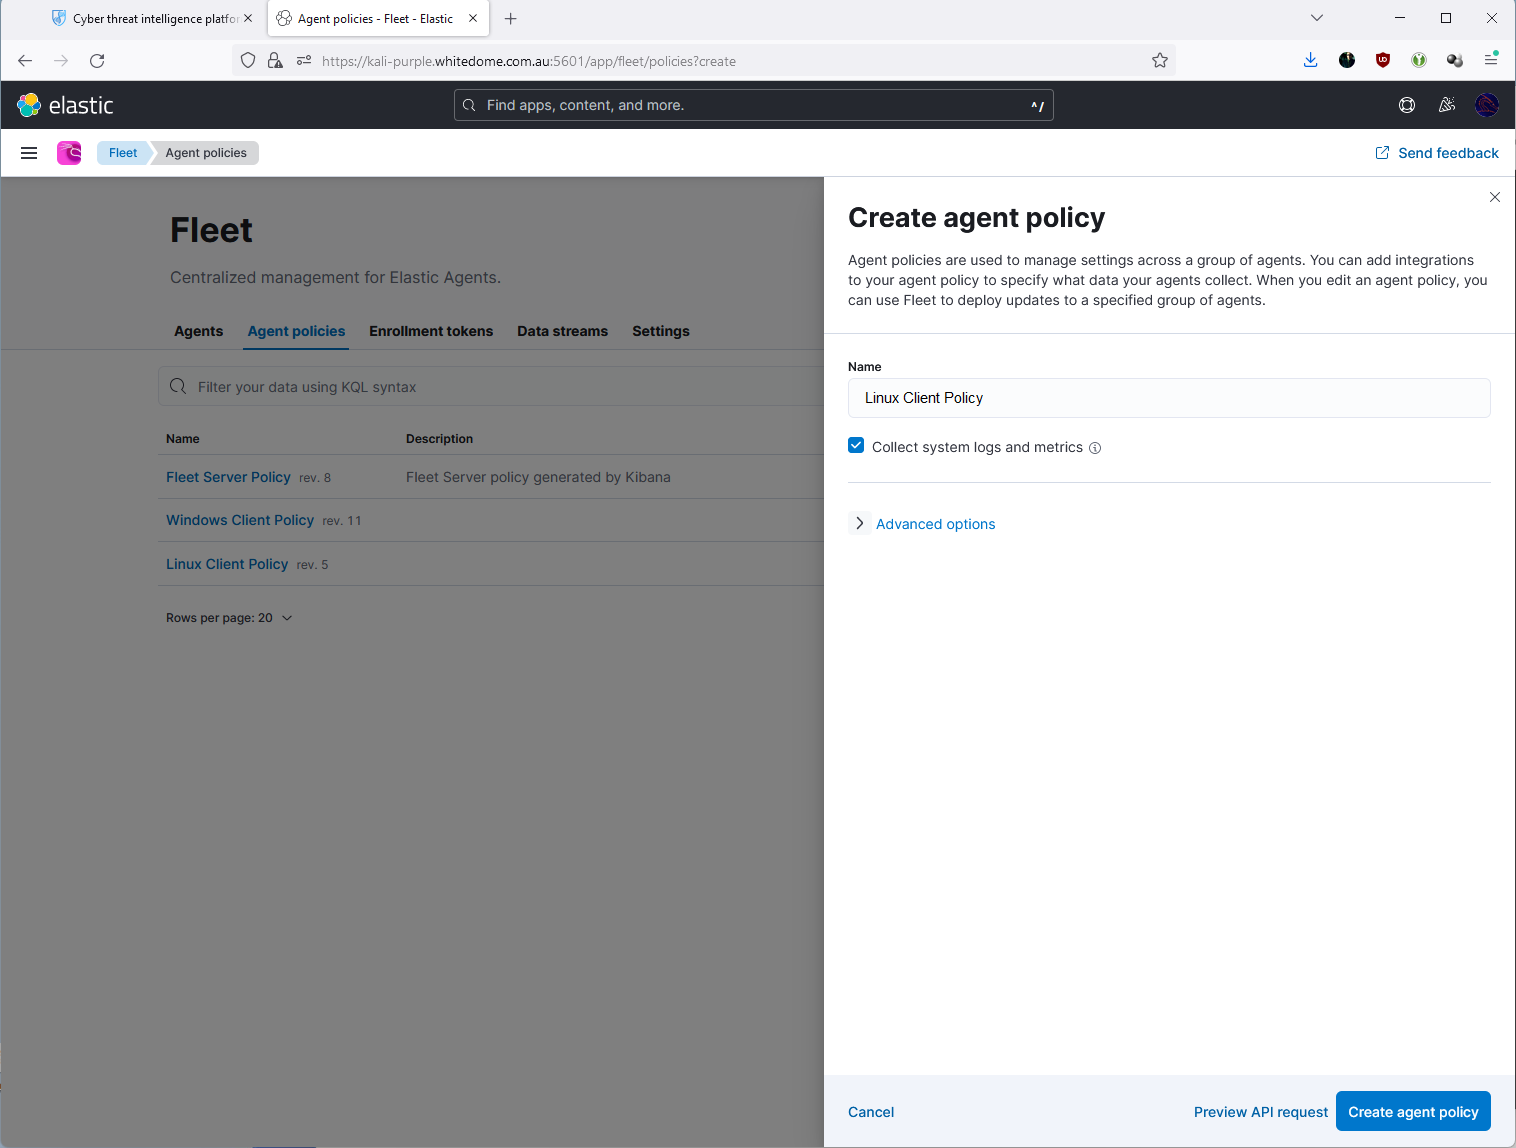 Cyber threat intelligence platfo
Agent policies - Fleet - Elastic
https://kali-purple.whitedome.com.au:5601/app/fleet/policies?create
elastic
Find apps, content, and more.
^/
Fleet
Agent policies
Send feedback
Fleet
Centralized management for Elastic Agents.
Agents
Agent policies
Enrollment tokens
Data streams
Settings
Filter your data using KQL syntax
Name Description
Fleet Server Policy rev. 8 Fleet Server policy generated by Kibana
Windows Client Policy rev. 11
Linux Client Policy rev. 5
Rows per page: 20
Create agent policy
Agent policies are used to manage settings across a group of agents. You can add integrations
to your agent policy to specify what data your agents collect. When you edit an agent policy, you
can use Fleet to deploy updates to a specified group of agents.
Name
Linux Client Policy
Collect system logs and metrics
Advanced options
Cancel
Preview API request
Create agent policy